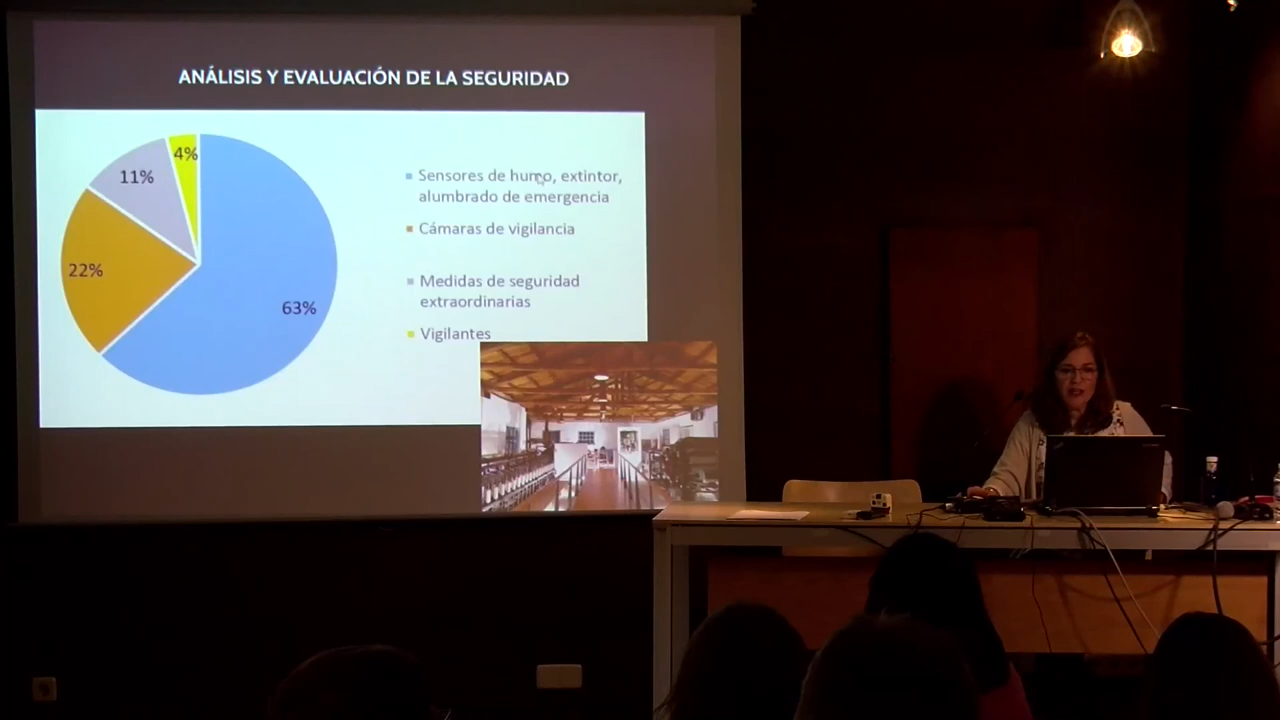 ANÁLISIS Y EVALUACIÓN DE LA SEGURIDAD
4%
11%
22%
63%
Sensores de humo, extintor,
alumbrado de emergencia
Cámaras de vigilancia
Medidas de seguridad
extraordinarias
Vigilantes